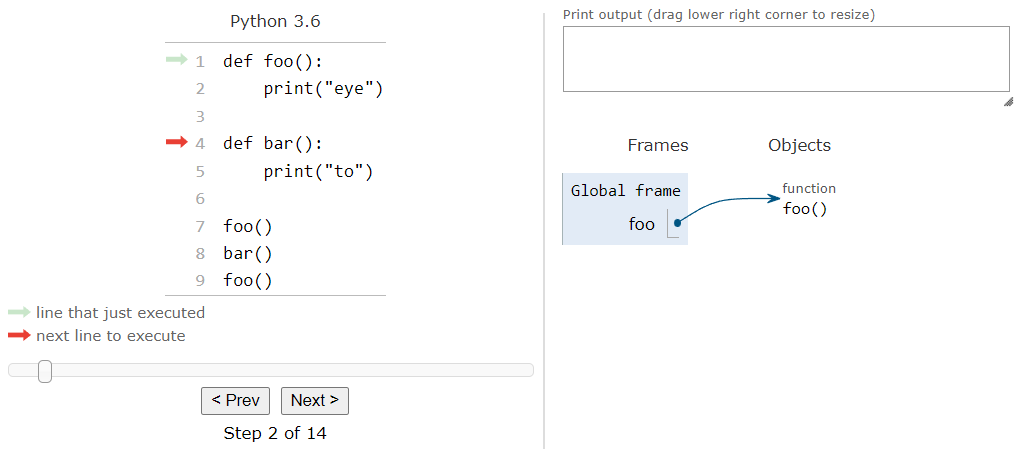 Python 3.6
1 def foo():
2     print("eye")
3
4 def bar():
5     print("to")
6
7 foo()
8 bar()
9 foo()
line that just executed
next line to execute
< Prev Next >
Step 2 of 14
Print output (drag lower right corner to resize)
Frames Objects
Global frame
foo
function
foo()